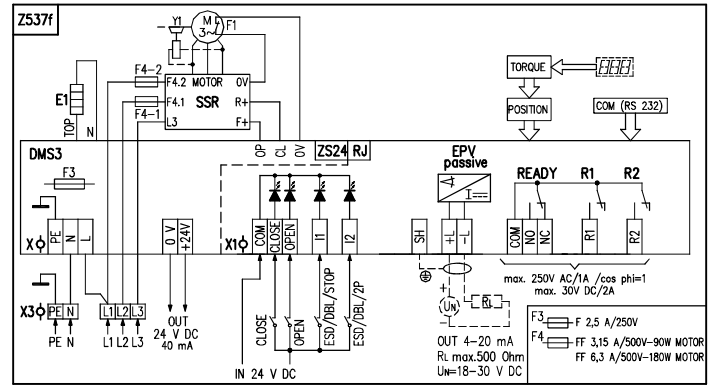 Z537f
Y1
M
3~
F1
F4-2
F4.2 MOTOR 0V
F4.1 SSR R+
L3 F+
F4-1
E1
TOP
N
OP
CL
0V
TORQUE
POSITION
COM (RS 232)
DMS3
ZS24 RJ
F3
EPV
passive
READY R1 R2
X
PE
N
L
0 V
+24V
X1
COM
CLOSE
OPEN
I1
I2
SH
+L
-L
COM
NO
NC
R1
R2
X3
PE N
L1 L2 L3
PE N L1 L2 L3
OUT
24 V DC
40 mA
CLOSE
OPEN
ESD/DBL/STOP
ESD/DBL/2P
IN 24 V DC
+
UN
−
RL
OUT 4-20 mA
RL max.500 Ohm
UN=18-30 V DC
max. 250V AC/1A /cos phi=1
max. 30V DC/2A
F3 F 2,5 A/250V
F4 FF 3,15 A/500V-90W MOTOR
FF 6,3 A/500V-180W MOTOR